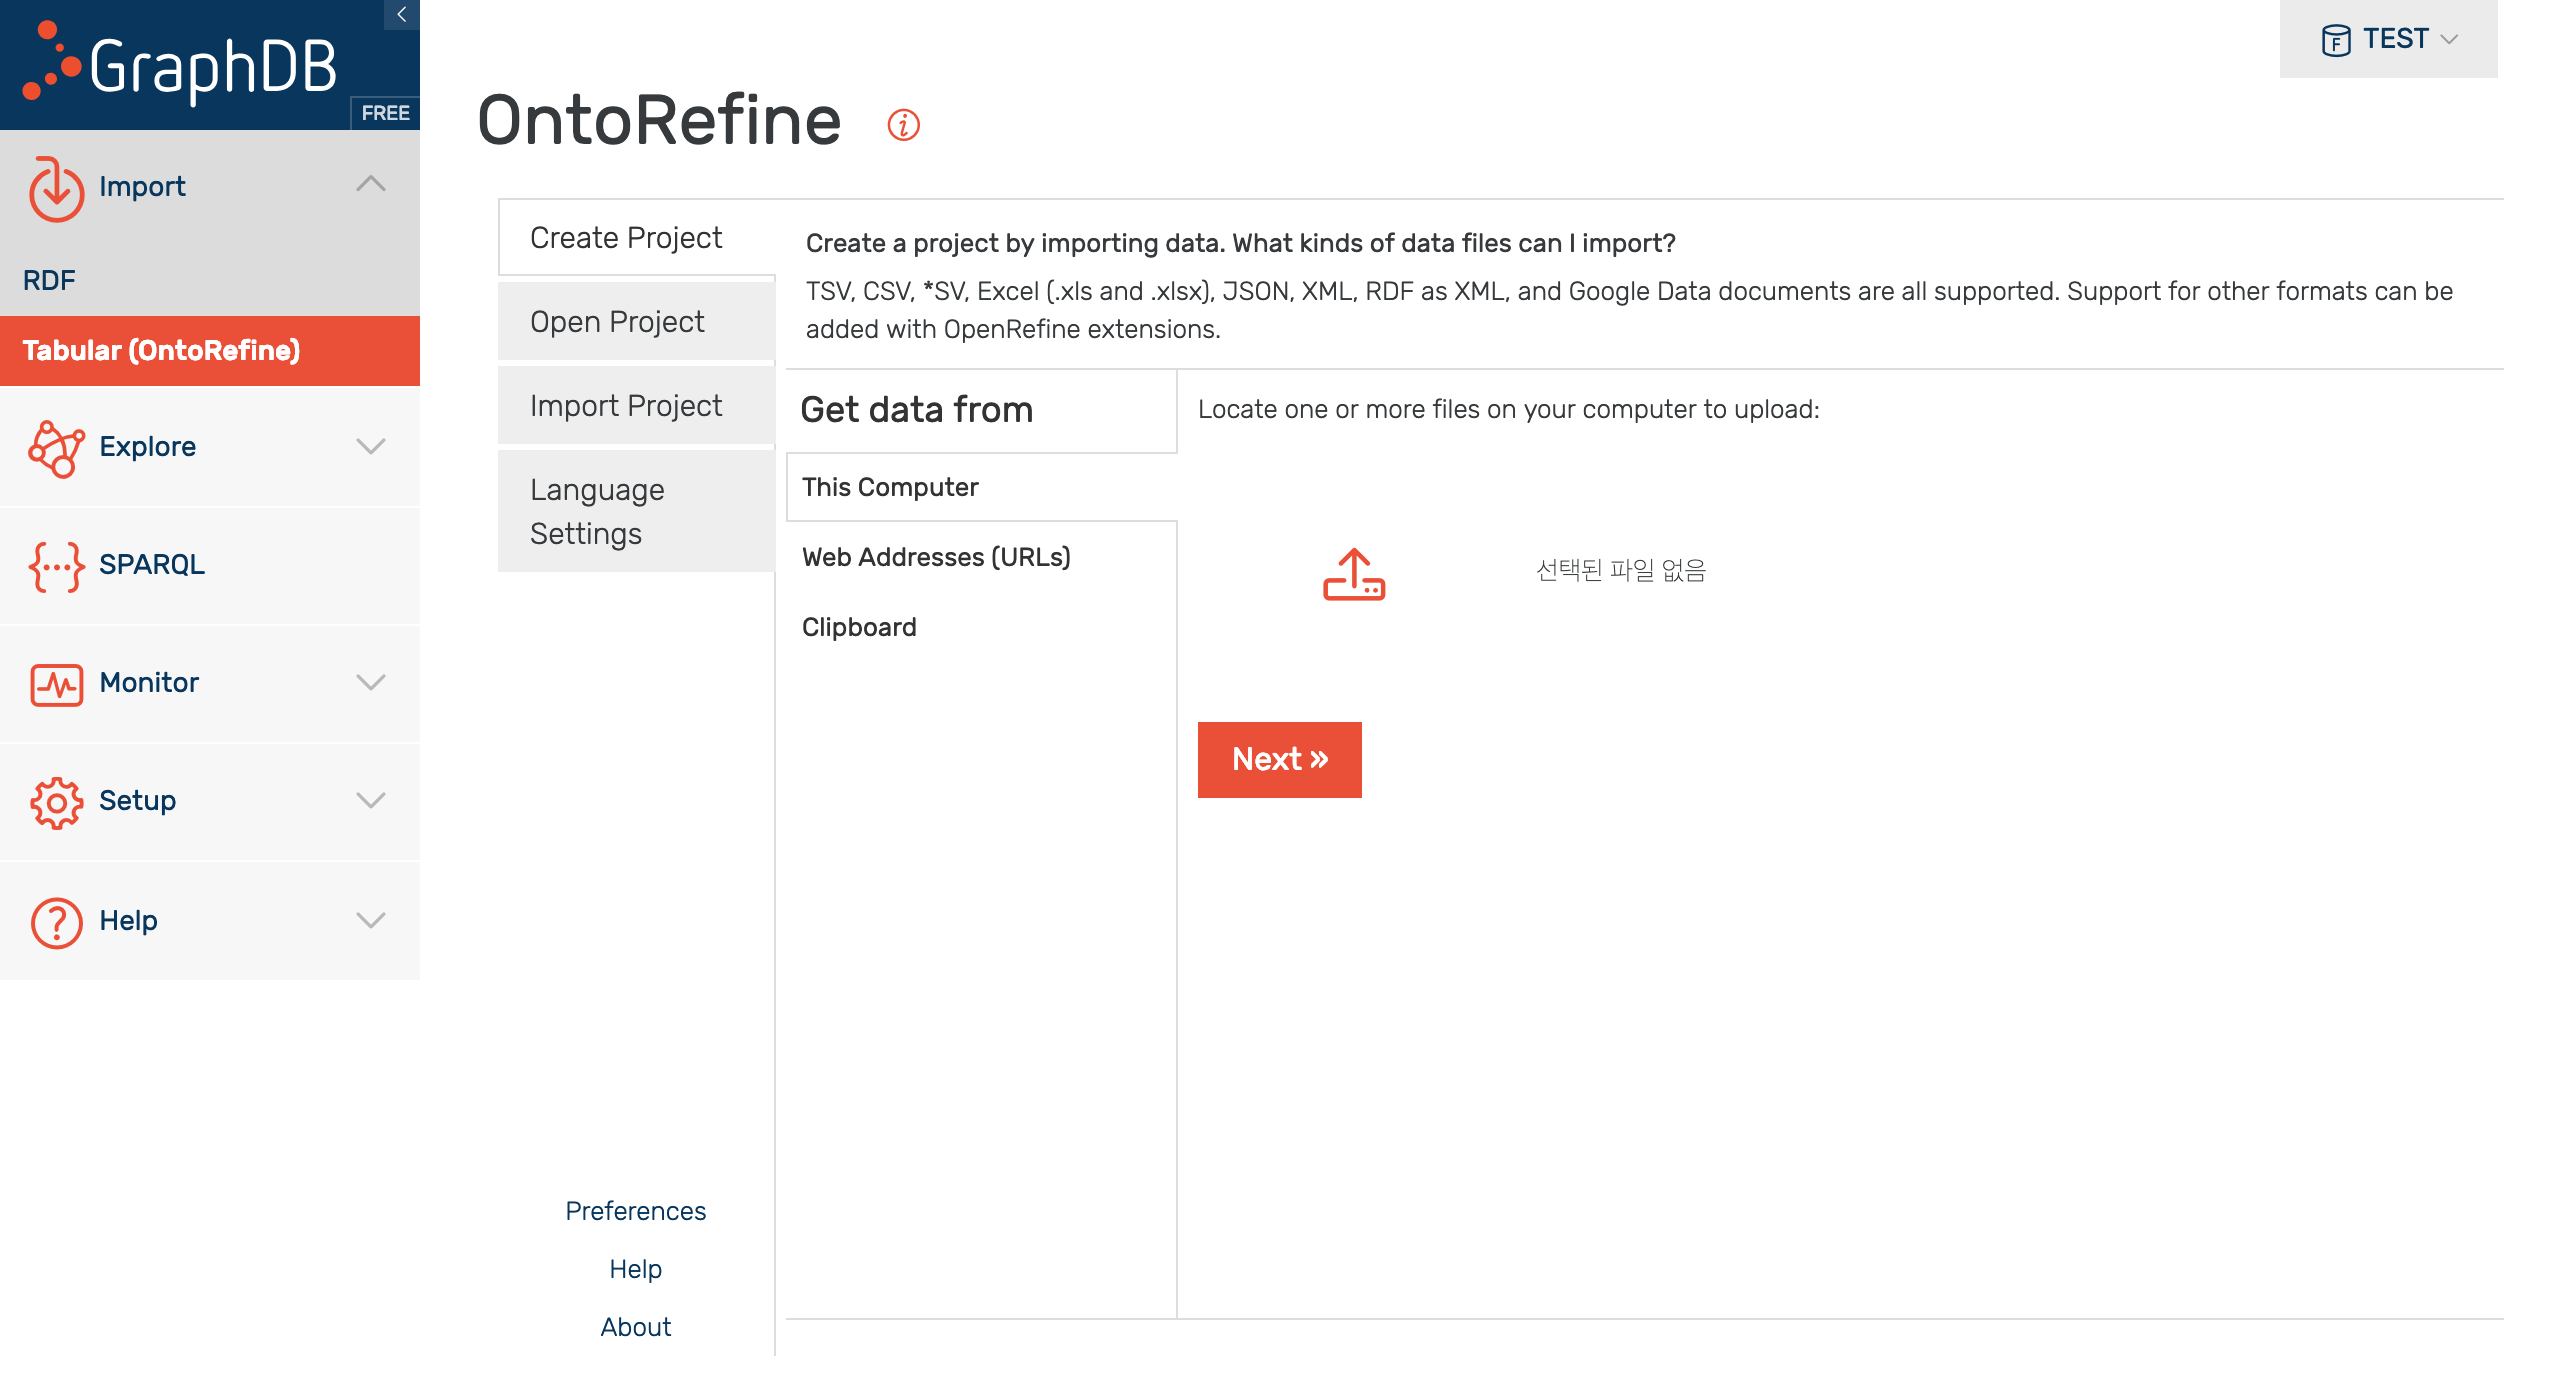 GraphDB
FREE
Import
RDF
Tabular (OntoRefine)
Explore
SPARQL
Monitor
Setup
Help
F TEST
OntoRefine
Create Project
Open Project
Import Project
Language
Settings
Create a project by importing data. What kinds of data files can I import?
TSV, CSV, *SV, Excel (.xls and .xlsx), JSON, XML, RDF as XML, and Google Data documents are all supported. Support for other formats can be
added with OpenRefine extensions.
Get data from
This Computer
Web Addresses (URLs)
Clipboard
Locate one or more files on your computer to upload:
선택된 파일 없음
Next »
Preferences
Help
About